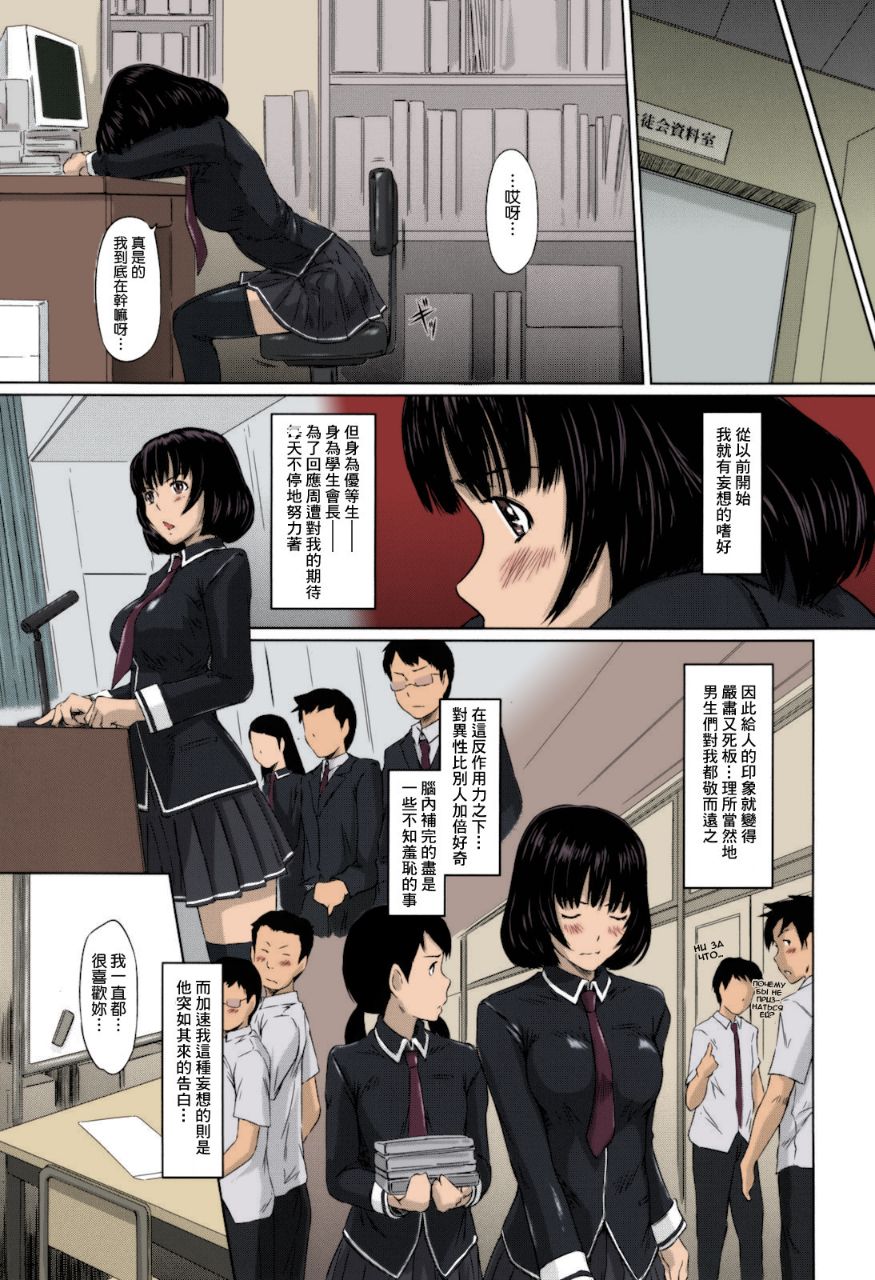 徒会資料室
…哎呀…
ギッ
真是的
我到底在幹嘛呀…
從以前開始
我就有妄想的嗜好
但身為優等生——
身為學生會長——
為了回應周遭對我的期待
每天不停地努力著
因此給人的印象就變得
嚴肅又死板…理所當然地
男生們對我都敬而遠之
在這反作用力之下…
對異性比別人加倍好奇
腦內補完的盡是
一些不知羞恥的事
НИ ЗА
ЧТО...
ПОЧЕМУ
БЫ НЕ
ПРИЗ-
НАТЬСЯ
ЕЙ?
而加速我這種妄想的則是
他突如其來的告白…
我一直都…
很喜歡妳…